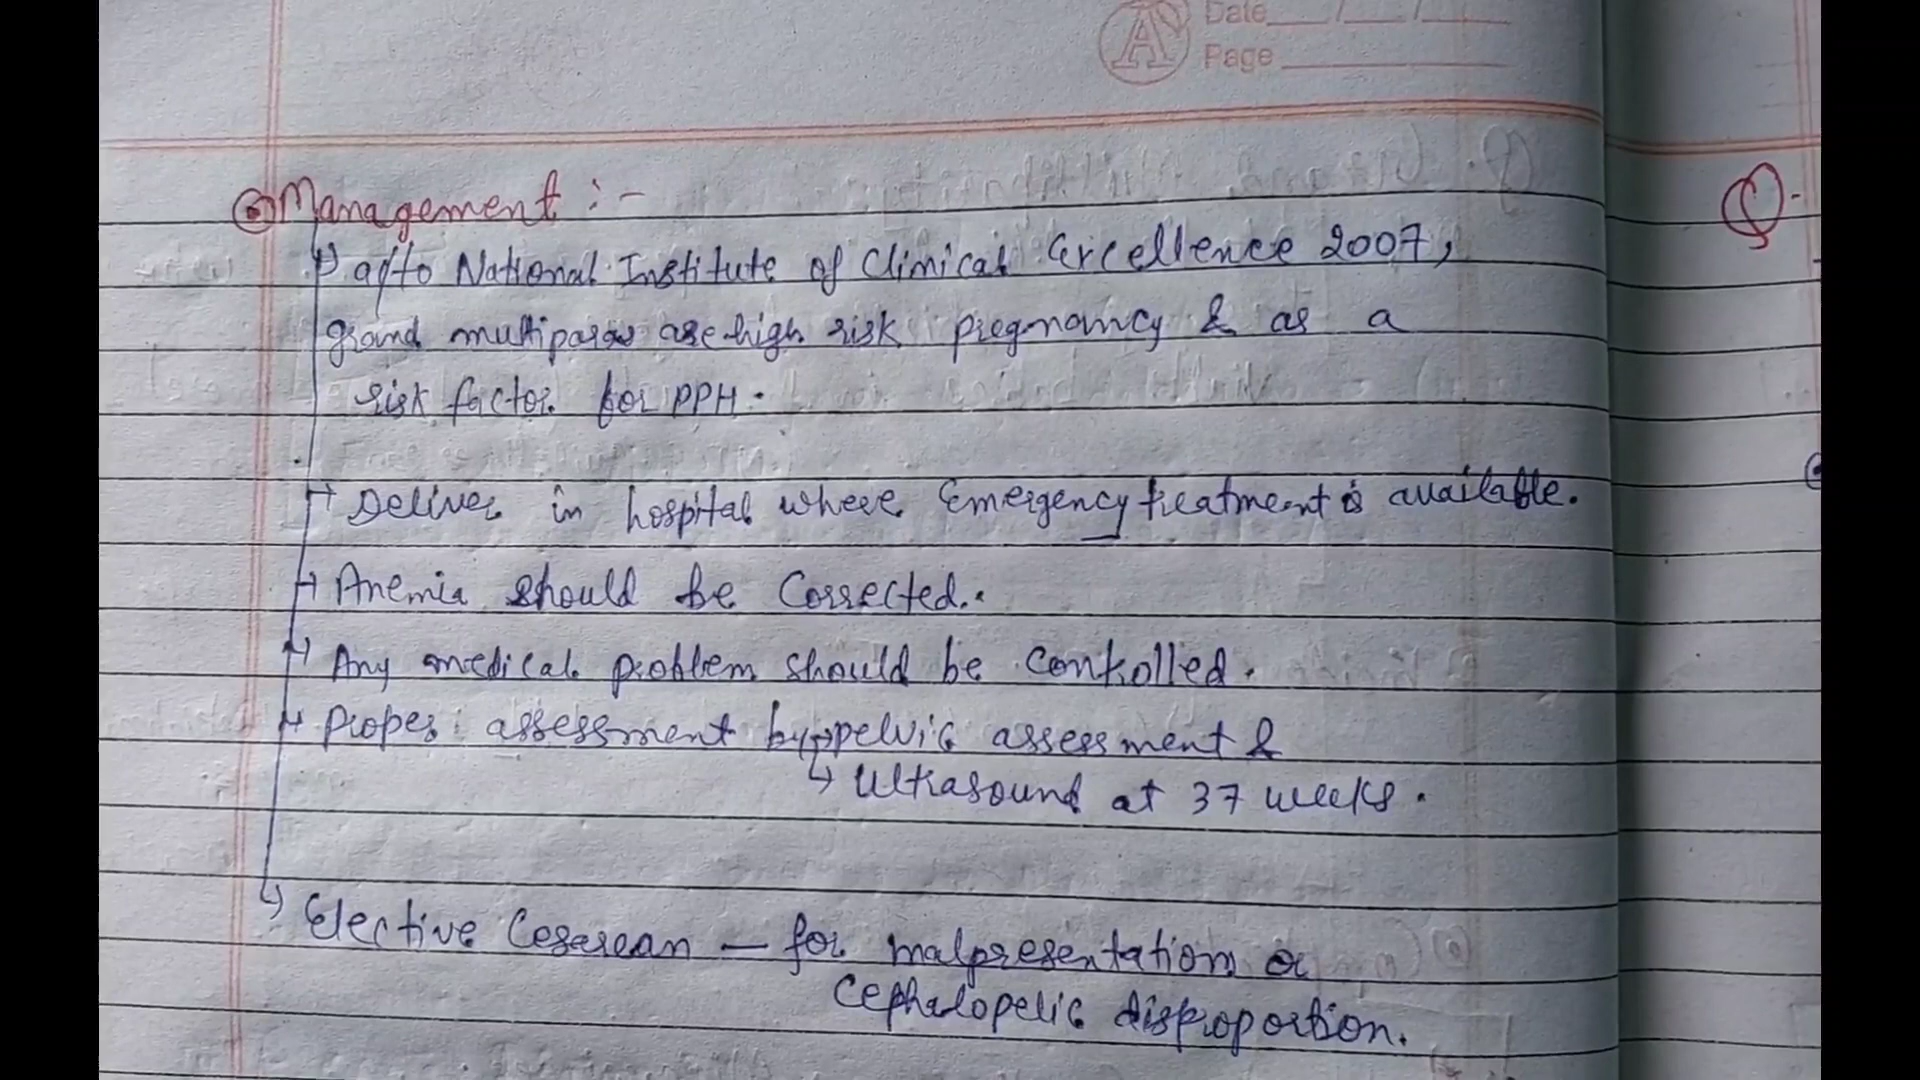 Date / /
Page
Management :-
a/to National Institute of Clinical Excellence 2007,
grand multiparas are high risk pregnancy & as a
risk factor for PPH.
Deliver in hospital where Emergency treatment is available.
Anemia should be Corrected.
Any medical problem should be controlled.
Proper assessment by pelvic assessment &
Ultrasound at 37 weeks.
Elective Ceserean - for malpresentation or
Cephalopelic disproportion.
Q.